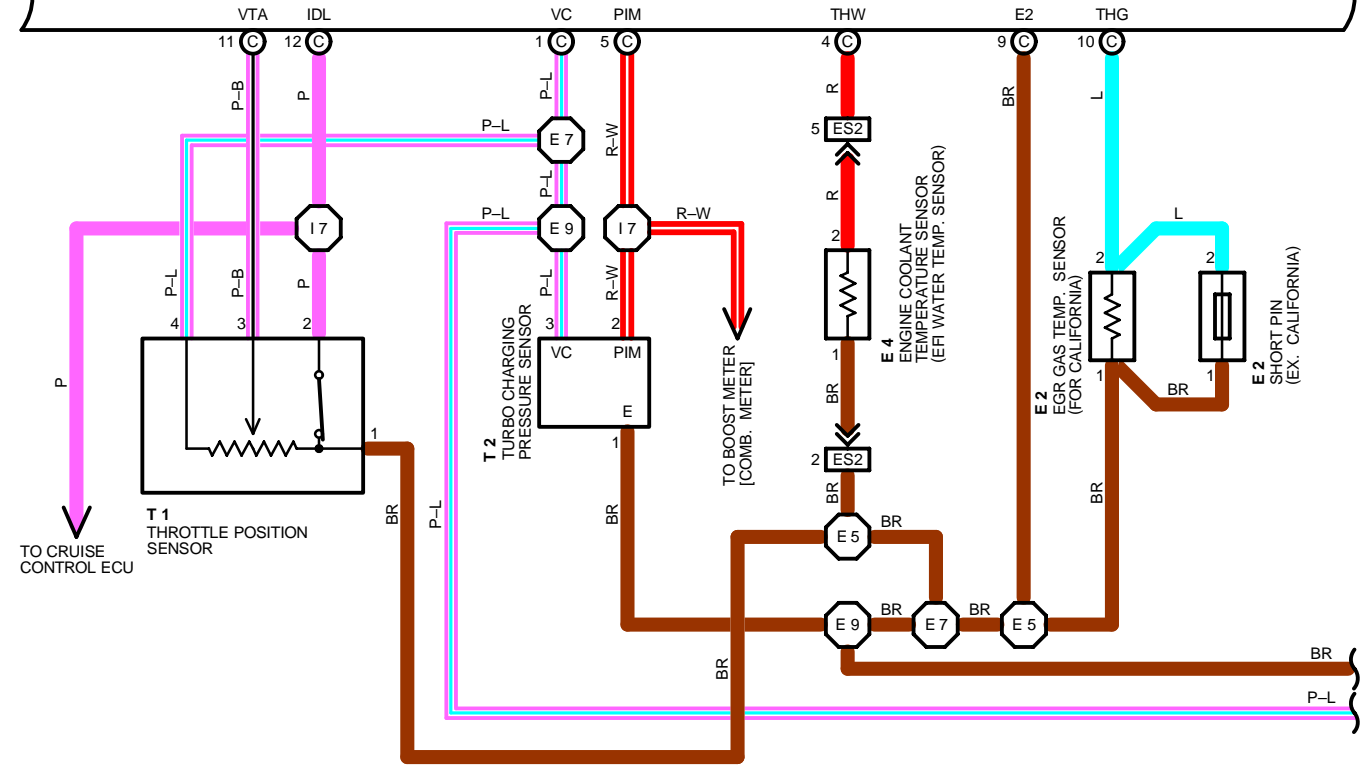 VTA IDL VC PIM THW E2 THG
11 C 12 C 1 C 5 C 4 C 9 C 10 C
P–B
P
P–L
R–W
R
BR
L
5 ES2
P–L
E 7
P–L
R
I 7
P–L
E 9
I 7
R–W
L
2
2
2
P–L
P–B
P
P–L
R–W
4 3 2
3 2
VC PIM
E
1
T 2
TURBO CHARGING
PRESSURE SENSOR
TO BOOST METER
[COMB. METER]
1
E 4
ENGINE COOLANT
TEMPERATURE SENSOR
(EFI WATER TEMP. SENSOR)
BR
E 2
EGR GAS TEMP. SENSOR
(FOR CALIFORNIA)
1
BR
1
E 2
SHORT PIN
(EX. CALIFORNIA)
P
1
2 ES2
T 1
THROTTLE POSITION
SENSOR
BR
P–L
BR
BR
BR
TO CRUISE
CONTROL ECU
E 5
BR
E 9
BR
E 7
BR
E 5
BR
BR
P–L